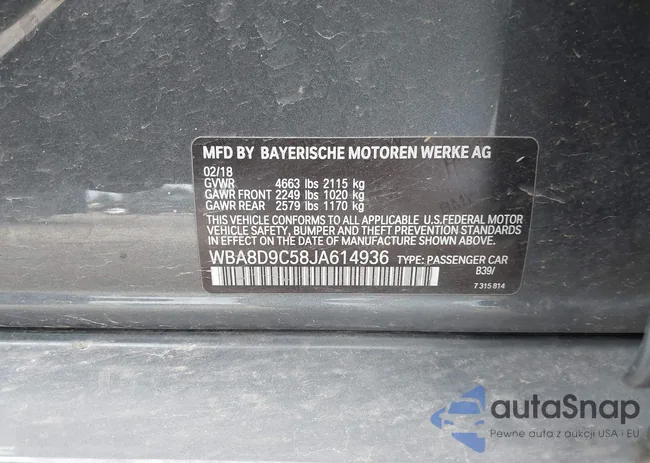 MFD BY BAYERISCHE MOTOREN WERKE AG
02/18
GVWR 4663 lbs 2115 kg
GAWR FRONT 2249 lbs 1020 kg
GAWR REAR 2579 lbs 1170 kg
THIS VEHICLE CONFORMS TO ALL APPLICABLE U.S.FEDERAL MOTOR
VEHICLE SAFETY, BUMPER AND THEFT PREVENTION STANDARDS
IN EFFECT ON THE DATE OF MANUFACTURE SHOWN ABOVE.
WBA8D9C58JA614936 TYPE: PASSENGER CAR
B39/
7 315 814
autaSnap
Pewne auta z aukcji USA i EU